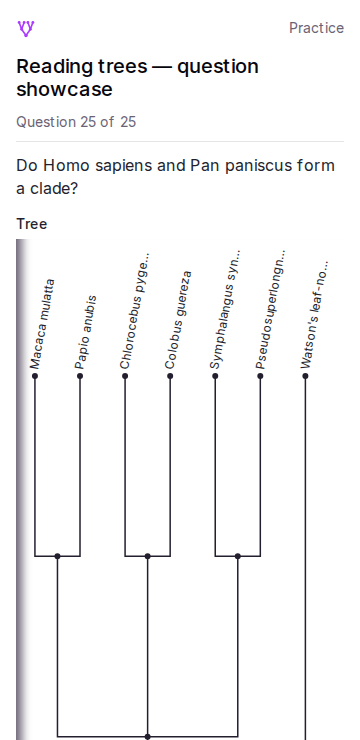 Practice
Reading trees — question
showcase
Question 25 of 25
Do Homo sapiens and Pan paniscus form
a clade?
Tree
Macaca mulatta
Papio anubis
Chlorocebus pyge...
Colobus guereza
Symphalangus syn...
Pseudosuperlongn...
Watson's leaf-no...